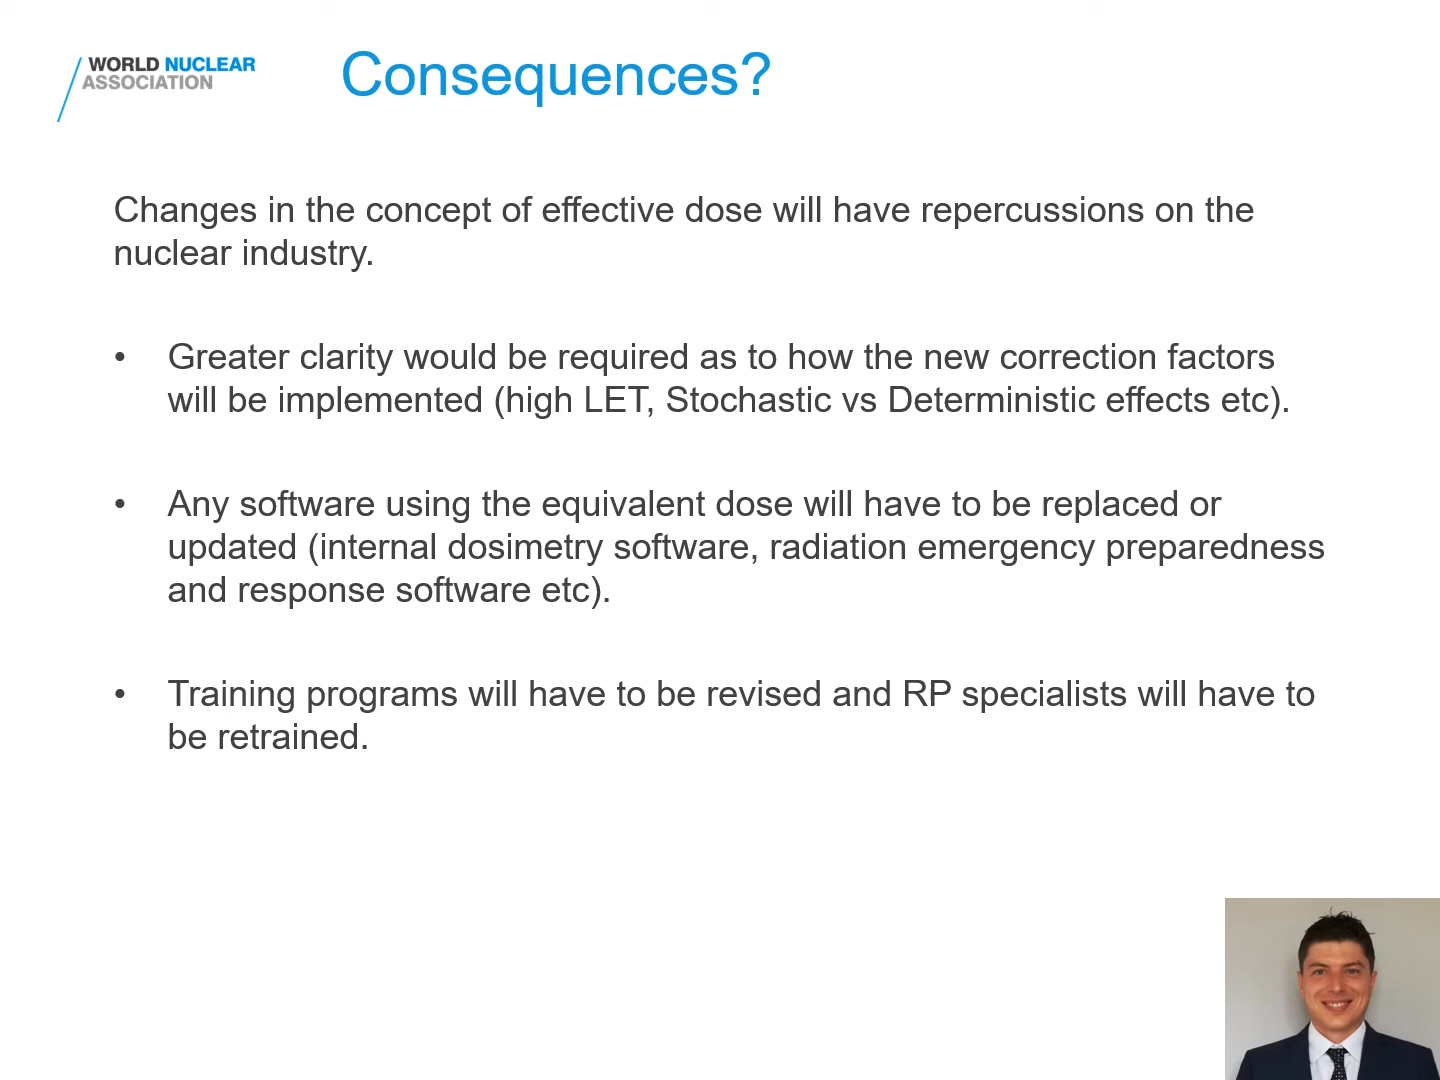 WORLD NUCLEAR
ASSOCIATION
Consequences?
Changes in the concept of effective dose will have repercussions on the
nuclear industry.
• Greater clarity would be required as to how the new correction factors
will be implemented (high LET, Stochastic vs Deterministic effects etc).
• Any software using the equivalent dose will have to be replaced or
updated (internal dosimetry software, radiation emergency preparedness
and response software etc).
• Training programs will have to be revised and RP specialists will have to
be retrained.